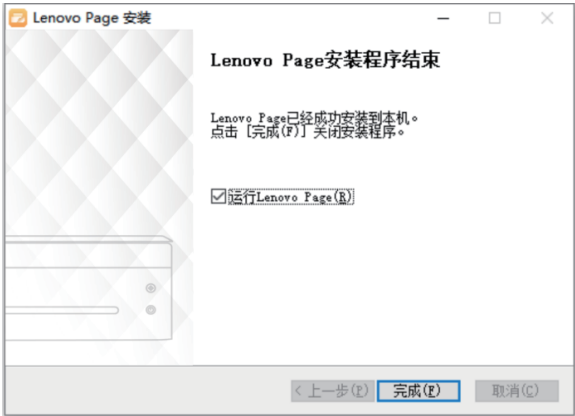 Lenovo Page 安装
Lenovo Page安装程序结束
Lenovo Page已经成功安装到本机。
点击 [完成(F)] 关闭安装程序。
运行Lenovo Page(R)
< 上一步(P)
完成(F)
取消(C)